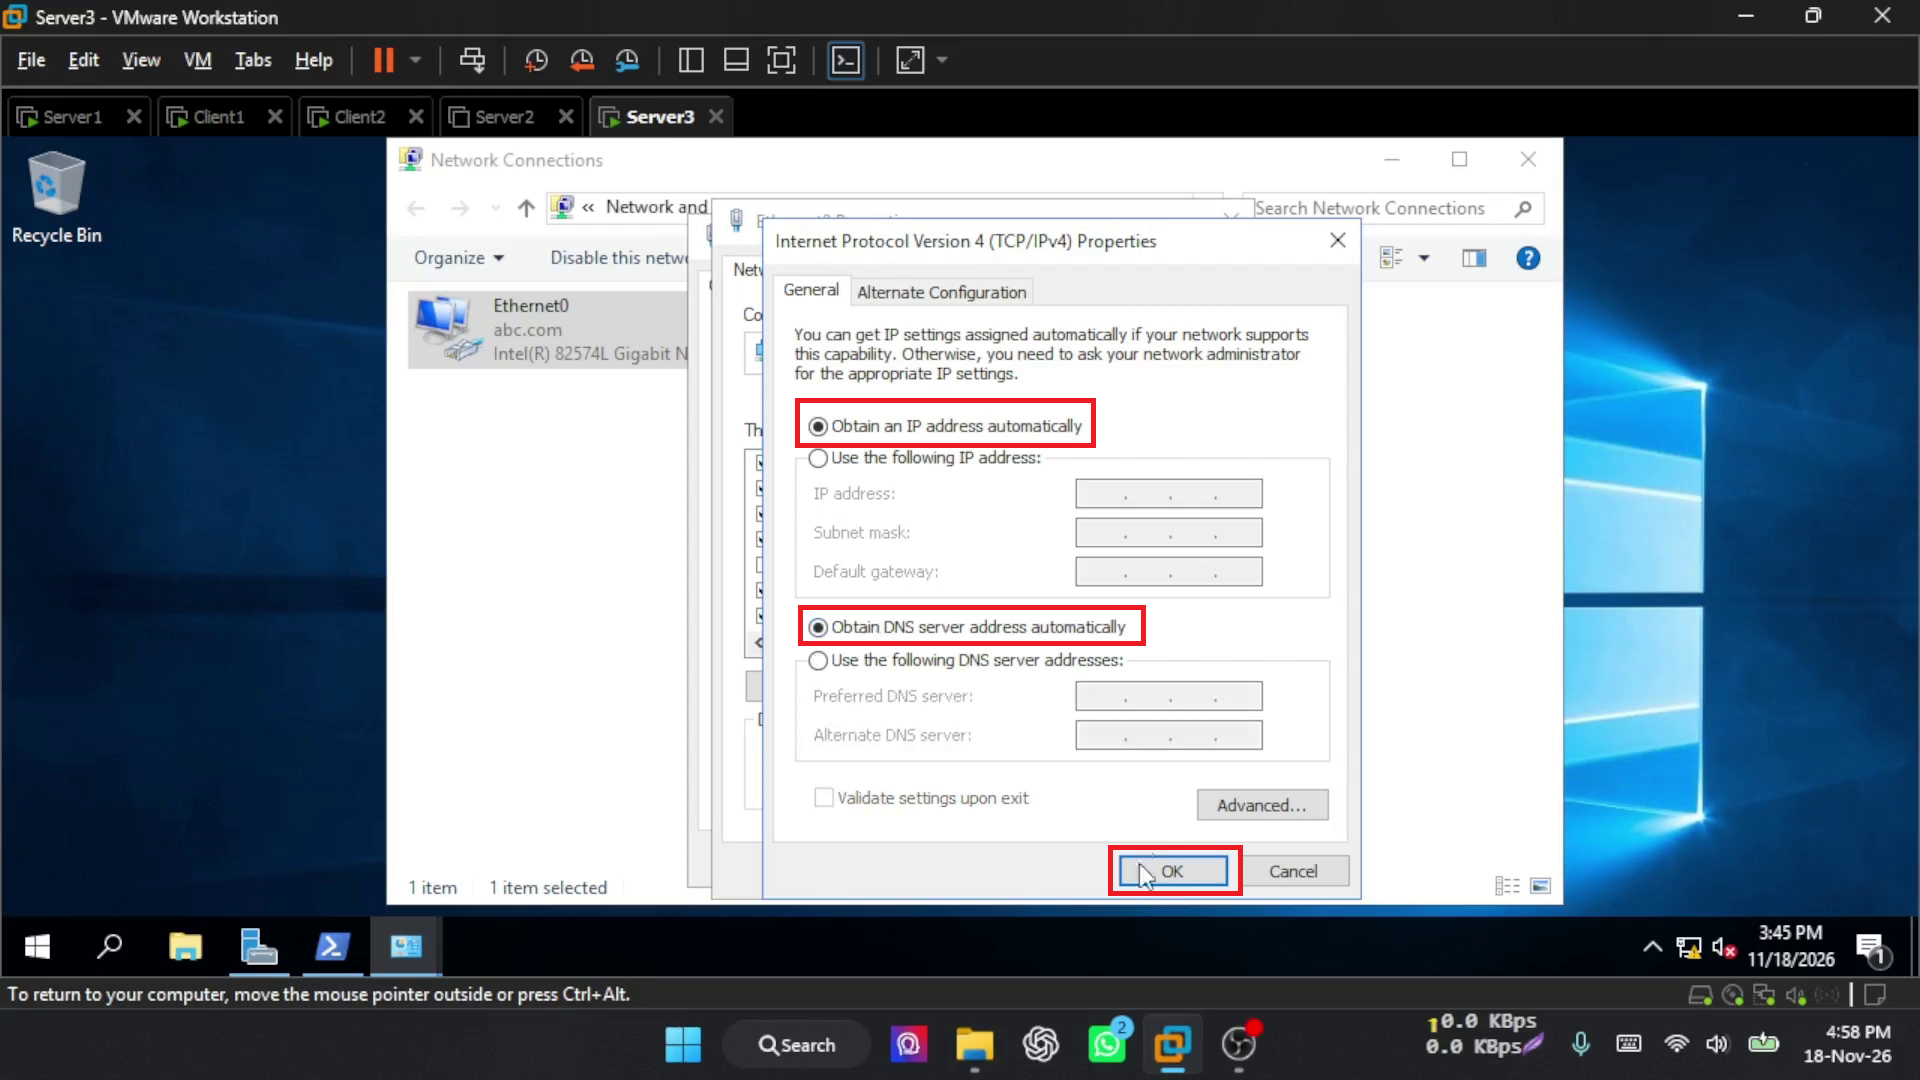 Server3 - VMware Workstation
File Edit View VM Tabs Help
Server1 Client1 Client2 Server2 Server3
Recycle Bin
Network Connections
« Network and
Search Network Connections
Organize Disable this netw
Ethernet0
abc.com
Intel(R) 82574L Gigabit N
Internet Protocol Version 4 (TCP/IPv4) Properties
General Alternate Configuration
You can get IP settings assigned automatically if your network supports
this capability. Otherwise, you need to ask your network administrator
for the appropriate IP settings.
Obtain an IP address automatically
Use the following IP address:
IP address:
Subnet mask:
Default gateway:
Obtain DNS server address automatically
Use the following DNS server addresses:
Preferred DNS server:
Alternate DNS server:
Validate settings upon exit
Advanced...
OK Cancel
1 item 1 item selected
3:45 PM
11/18/2026
1
To return to your computer, move the mouse pointer outside or press Ctrl+Alt.
Search
2
0.0 KBps
0.0 KBps
4:58 PM
18-Nov-26